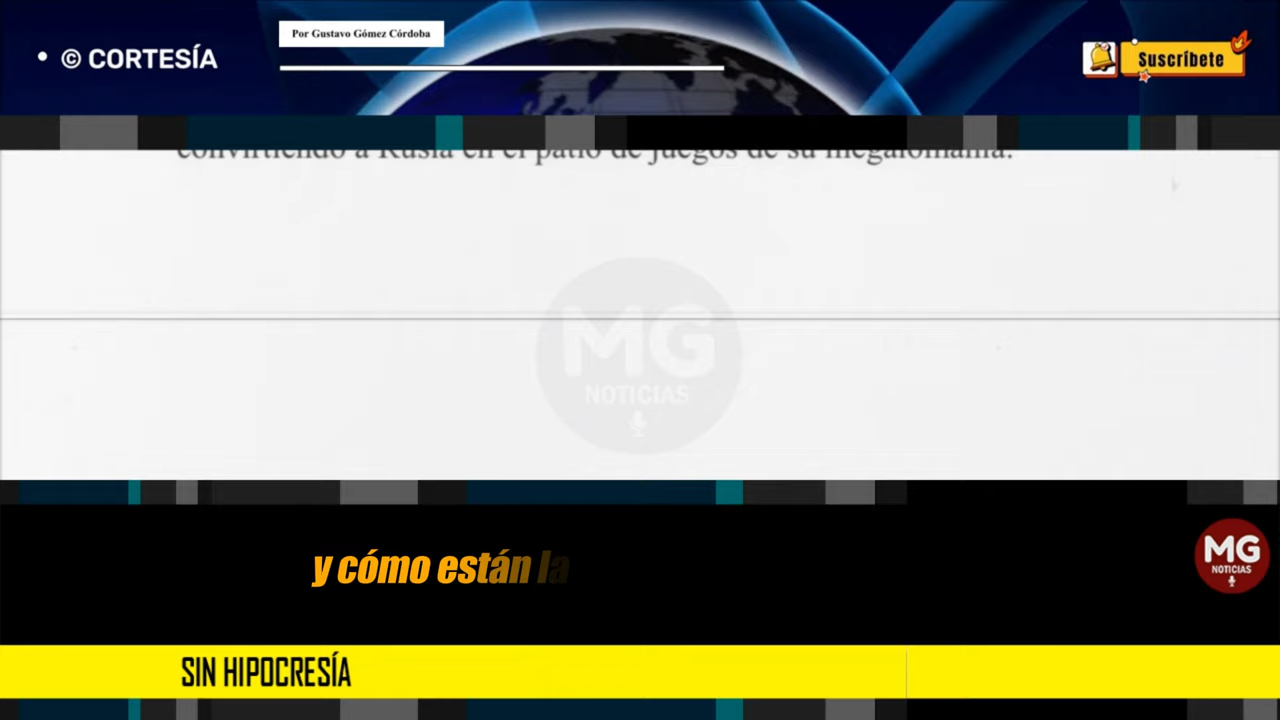 • © CORTESÍA
Por Gustavo Gómez Córdoba
Suscríbete
convirtiendo a Rusia en el patio de juegos de su megalomanía.
MG
NOTICIAS
y cómo están la
MG
NOTICIAS
SIN HIPOCRESÍA